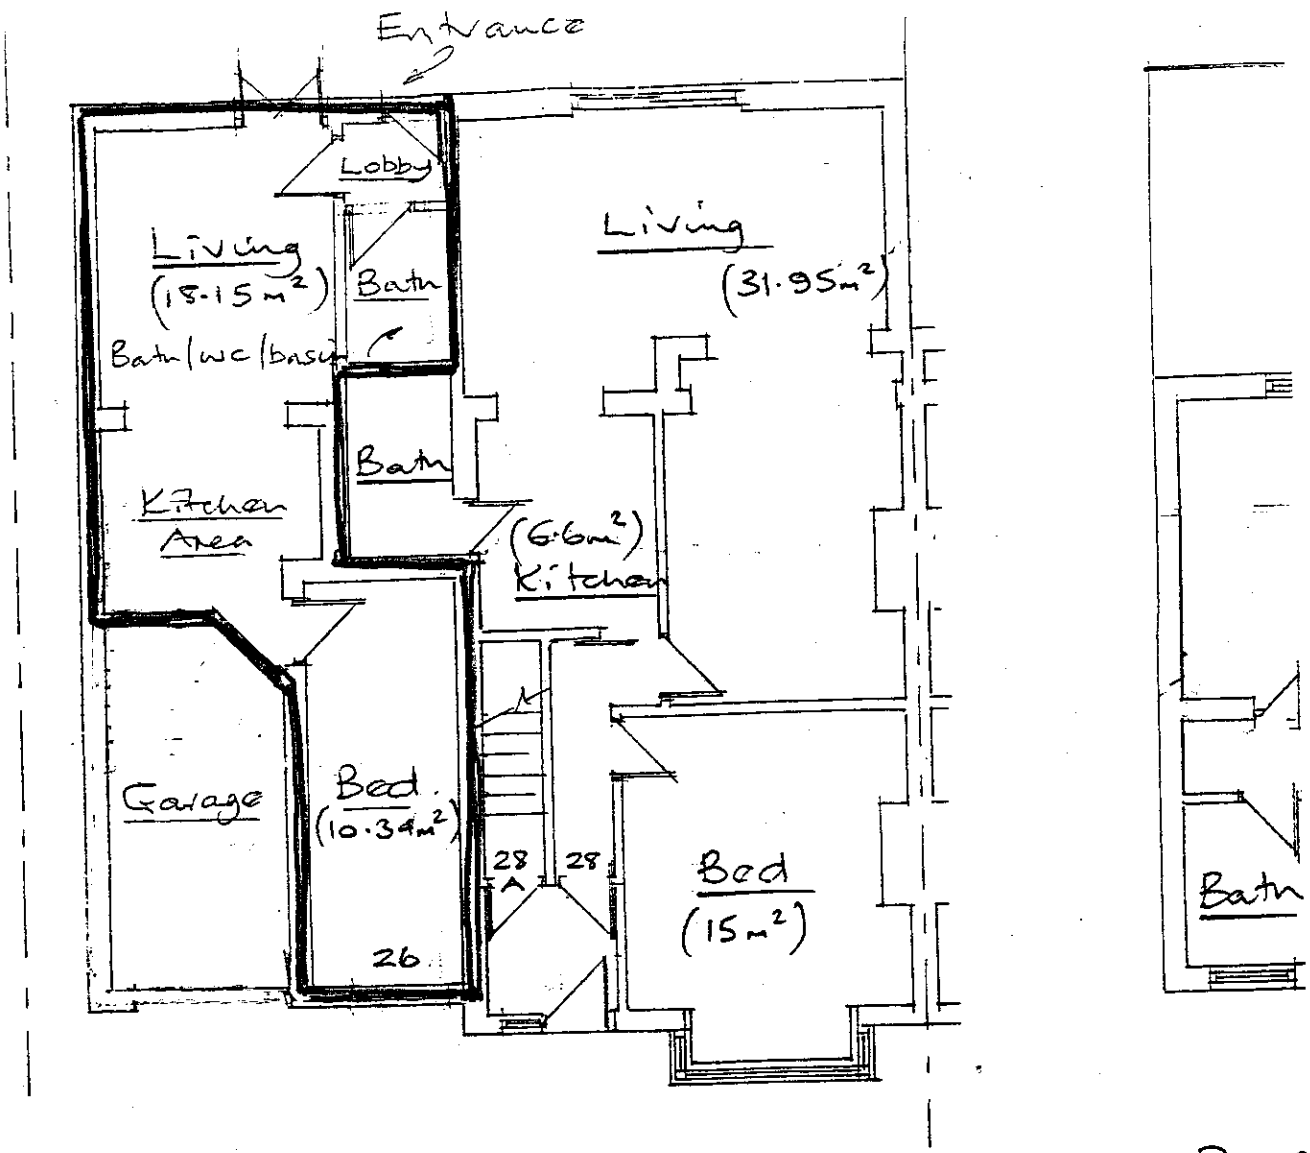 Entrance
Lobby
Living
(18.15m²)
Bath
Bath/wc/basin
Living
(31.95m²)
Bath
Kitchen
Area
(6.6m²)
Kitchen
Garage
Bed
(10.34m²)
26
28
A
28
Bed
(15m²)
Bath